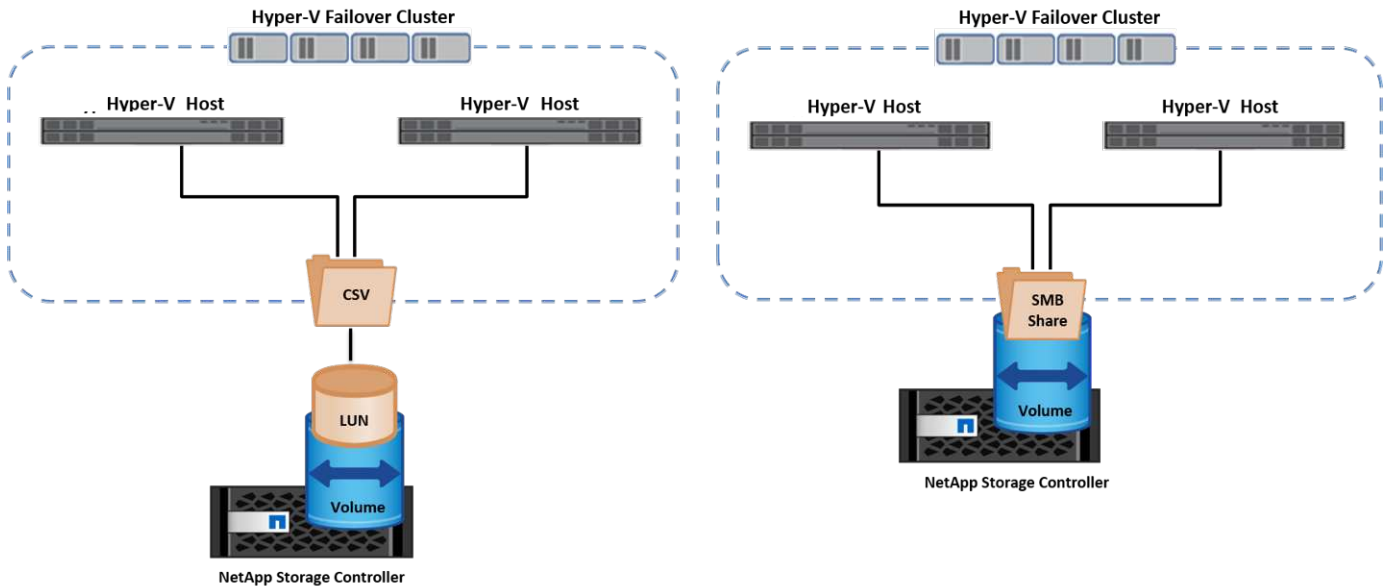 Hyper-V Failover Cluster
Hyper-V Host
Hyper-V Host
CSV
LUN
Volume
NetApp Storage Controller
Hyper-V Failover Cluster
Hyper-V Host
Hyper-V Host
SMB
Share
Volume
NetApp Storage Controller